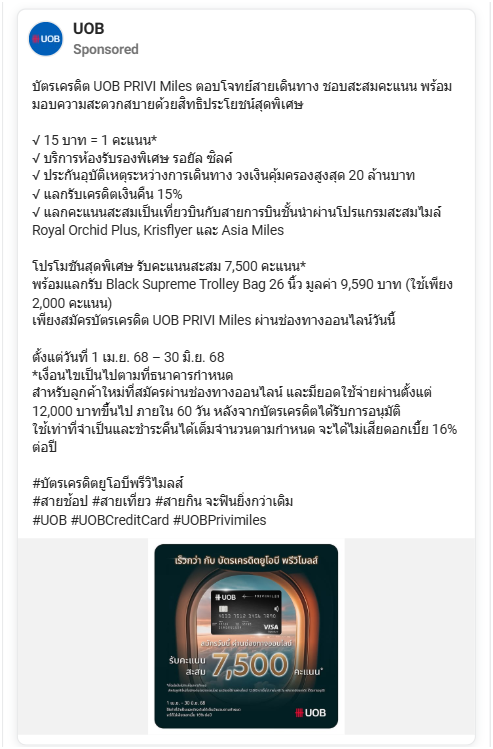 UOB
UOB
Sponsored
บัตรเครดิต UOB PRIVI Miles ตอบโจทย์สายเดินทาง ชอบสะสมคะแนน พร้อม
มอบความสะดวกสบายด้วยสิทธิประโยชน์สุดพิเศษ
√ 15 บาท = 1 คะแนน*
√ บริการห้องรับรองพิเศษ รอยัล ซิลค์
√ ประกันอุบัติเหตุระหว่างการเดินทาง วงเงินคุ้มครองสูงสุด 20 ล้านบาท
√ แลกรับเครดิตเงินคืน 15%
√ แลกคะแนนสะสมเป็นเที่ยวบินกับสายการบินชั้นนำผ่านโปรแกรมสะสมไมล์
Royal Orchid Plus, Krisflyer และ Asia Miles
โปรโมชันสุดพิเศษ รับคะแนนสะสม 7,500 คะแนน*
พร้อมแลกรับ Black Supreme Trolley Bag 26 นิ้ว มูลค่า 9,590 บาท (ใช้เพียง
2,000 คะแนน)
เพียงสมัครบัตรเครดิต UOB PRIVI Miles ผ่านช่องทางออนไลน์วันนี้
ตั้งแต่วันที่ 1 เม.ย. 68 – 30 มิ.ย. 68
*เงื่อนไขเป็นไปตามที่ธนาคารกำหนด
สำหรับลูกค้าใหม่ที่สมัครผ่านช่องทางออนไลน์ และมียอดใช้จ่ายผ่านตั้งแต่
12,000 บาทขึ้นไป ภายใน 60 วัน หลังจากบัตรเครดิตได้รับการอนุมัติ
ใช้เท่าที่จำเป็นและชำระคืนได้เต็มจำนวนตามกำหนด จะได้ไม่เสียดอกเบี้ย 16%
ต่อปี
#บัตรเครดิตยูโอบีพรีวิไมลส์
#สายช้อป #สายเที่ยว #สายกิน จะฟินยิ่งกว่าเดิม
#UOB #UOBCreditCard #UOBPrivimiles
เร็วกว่า กับ บัตรเครดิตยูโอบี พรีวิไมลส์
UOB
PRIVIMILES
VISA
สมัครวันนี้ ผ่านช่องทางออนไลน์
รับคะแนน
สะสม 7,500 คะแนน*
1 เม.ย. - 30 มิ.ย. 68
UOB